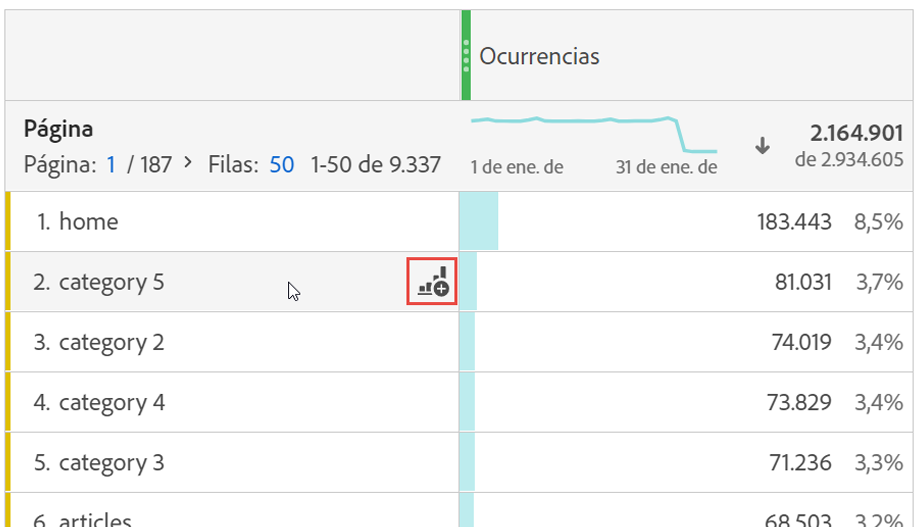 Ocurrencias
Página
Página: 1 / 187 > Filas: 50 1-50 de 9.337
1 de ene. de 31 de ene. de
2.164.901
de 2.934.605
1. home 183.443 8,5%
2. category 5 81.031 3,7%
3. category 2 74.019 3,4%
4. category 4 73.829 3,4%
5. category 3 71.236 3,3%
6. articles 68.503 3,2%